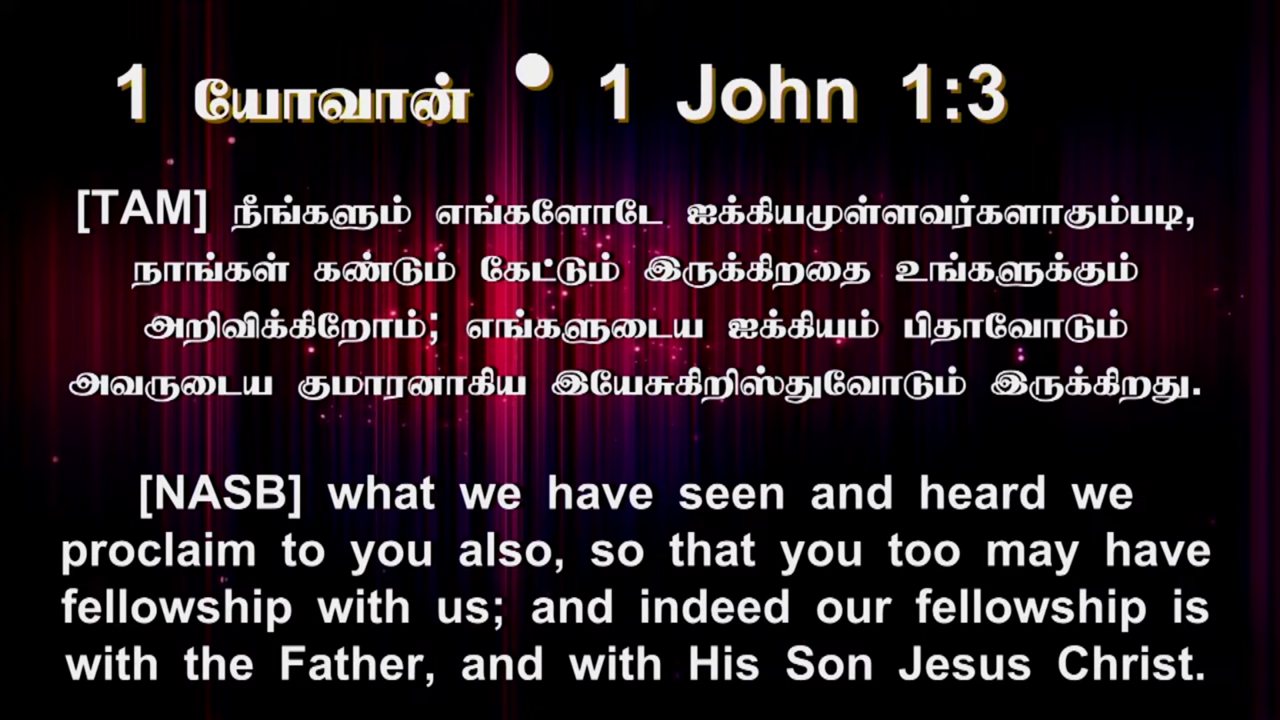 1 யோவான் • 1 John 1:3
[TAM] நீங்களும் எங்களோடே ஐக்கியமுள்ளவர்களாகும்படி,
நாங்கள் கண்டும் கேட்டும் இருக்கிறதை உங்களுக்கும்
அறிவிக்கிறோம்; எங்களுடைய ஐக்கியம் பிதாவோடும்
அவருடைய குமாரனாகிய இயேசுகிறிஸ்துவோடும் இருக்கிறது.
[NASB] what we have seen and heard we
proclaim to you also, so that you too may have
fellowship with us; and indeed our fellowship is
with the Father, and with His Son Jesus Christ.